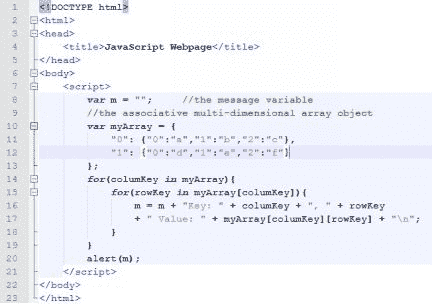 1 <!DOCTYPE html>
2 <html>
3 <head>
4 <title>JavaScript Webpage</title>
5 </head>
6 <body>
7 <script>
8 var m = ""; //the message variable
9 //the associative multi-dimensional array object
10 var myArray = {
11 "0": {"0":"a","1":"b","2":"c"},
12 "1": {"0":"d","1":"e","2":"f"}
13 };
14 for(columKey in myArray){
15 for(rowKey in myArray[columKey]){
16 m = m + "Key: " + columKey + ", " + rowKey
17 + " Value: " + myArray[columKey][rowKey] + "\n";
18 }
19 }
20 alert(m);
21 </script>
22 </body>
23 </html>